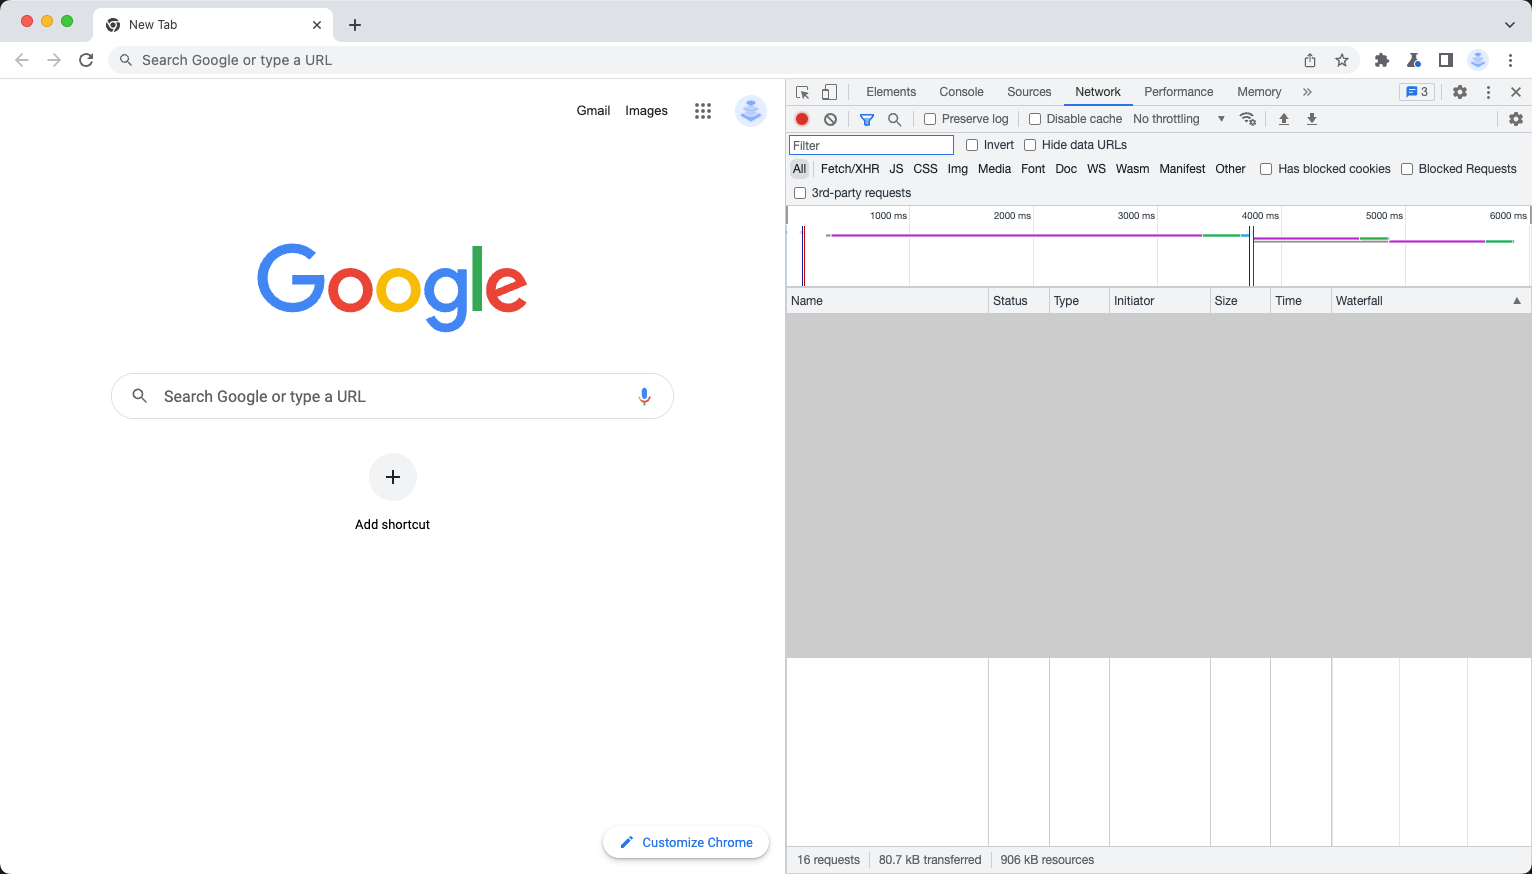 New Tab
Search Google or type a URL
Gmail Images
Google
Search Google or type a URL
Add shortcut
Customize Chrome
Elements Console Sources Network Performance Memory 3
Preserve log Disable cache No throttling
Filter Invert Hide data URLs
All Fetch/XHR JS CSS Img Media Font Doc WS Wasm Manifest Other Has blocked cookies Blocked Requests
3rd-party requests
1000 ms 2000 ms 3000 ms 4000 ms 5000 ms 6000 ms
Name Status Type Initiator Size Time Waterfall
16 requests 80.7 kB transferred 906 kB resources